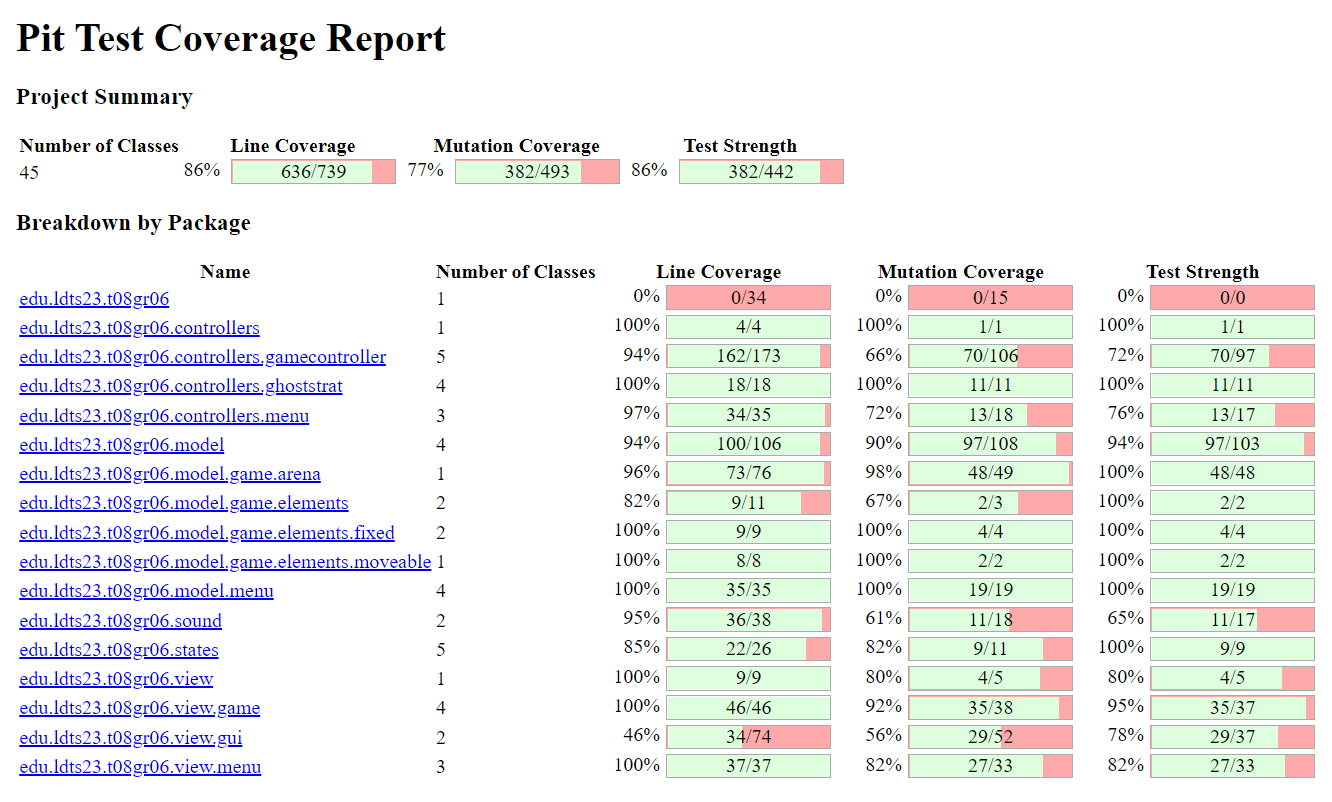 Pit Test Coverage Report
Project Summary
Number of Classes Line Coverage Mutation Coverage Test Strength
45 86% 636/739 77% 382/493 86% 382/442
Breakdown by Package
Name Number of Classes Line Coverage Mutation Coverage Test Strength
edu.ldts23.t08gr06 1 0% 0/34 0% 0/15 0% 0/0
edu.ldts23.t08gr06.controllers 1 100% 4/4 100% 1/1 100% 1/1
edu.ldts23.t08gr06.controllers.gamecontroller 5 94% 162/173 66% 70/106 72% 70/97
edu.ldts23.t08gr06.controllers.ghoststrat 4 100% 18/18 100% 11/11 100% 11/11
edu.ldts23.t08gr06.controllers.menu 3 97% 34/35 72% 13/18 76% 13/17
edu.ldts23.t08gr06.model 4 94% 100/106 90% 97/108 94% 97/103
edu.ldts23.t08gr06.model.game.arena 1 96% 73/76 98% 48/49 100% 48/48
edu.ldts23.t08gr06.model.game.elements 2 82% 9/11 67% 2/3 100% 2/2
edu.ldts23.t08gr06.model.game.elements.fixed 2 100% 9/9 100% 4/4 100% 4/4
edu.ldts23.t08gr06.model.game.elements.moveable 1 100% 8/8 100% 2/2 100% 2/2
edu.ldts23.t08gr06.model.menu 4 100% 35/35 100% 19/19 100% 19/19
edu.ldts23.t08gr06.sound 2 95% 36/38 61% 11/18 65% 11/17
edu.ldts23.t08gr06.states 5 85% 22/26 82% 9/11 100% 9/9
edu.ldts23.t08gr06.view 1 100% 9/9 80% 4/5 80% 4/5
edu.ldts23.t08gr06.view.game 4 100% 46/46 92% 35/38 95% 35/37
edu.ldts23.t08gr06.view.gui 2 46% 34/74 56% 29/52 78% 29/37
edu.ldts23.t08gr06.view.menu 3 100% 37/37 82% 27/33 82% 27/33